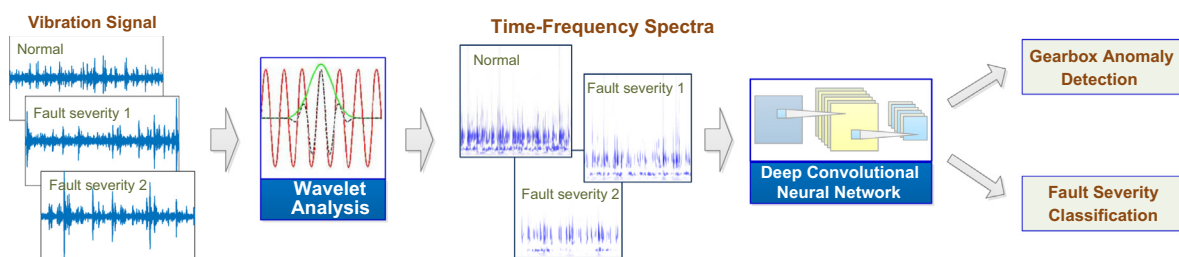 Vibration Signal
Normal
Fault severity 1
Fault severity 2
Wavelet
Analysis
Time-Frequency Spectra
Normal
Fault severity 1
Fault severity 2
Deep Convolutional
Neural Network
Gearbox Anomaly
Detection
Fault Severity
Classification